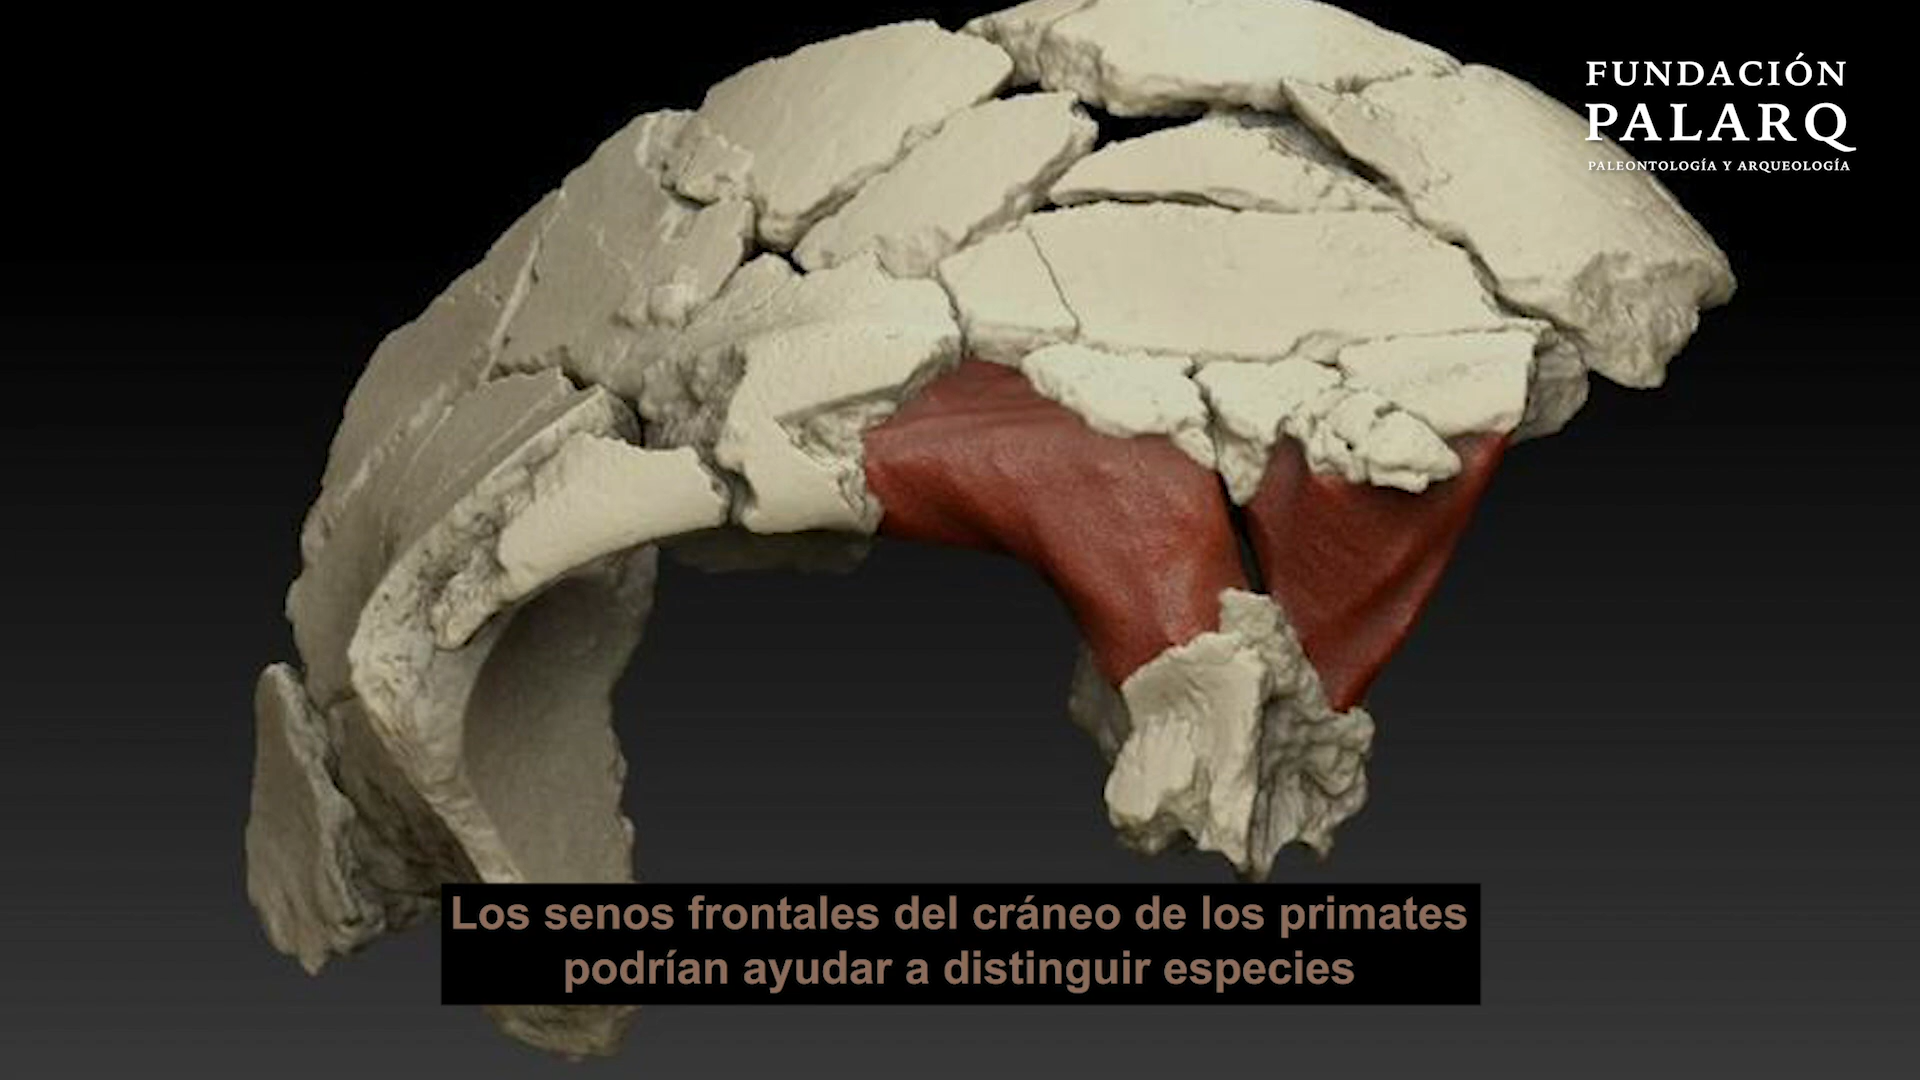 FUNDACIÓN
PALARQ
PALEONTOLOGÍA Y ARQUEOLOGÍA
Los senos frontales del cráneo de los primates
podrían ayudar a distinguir especies